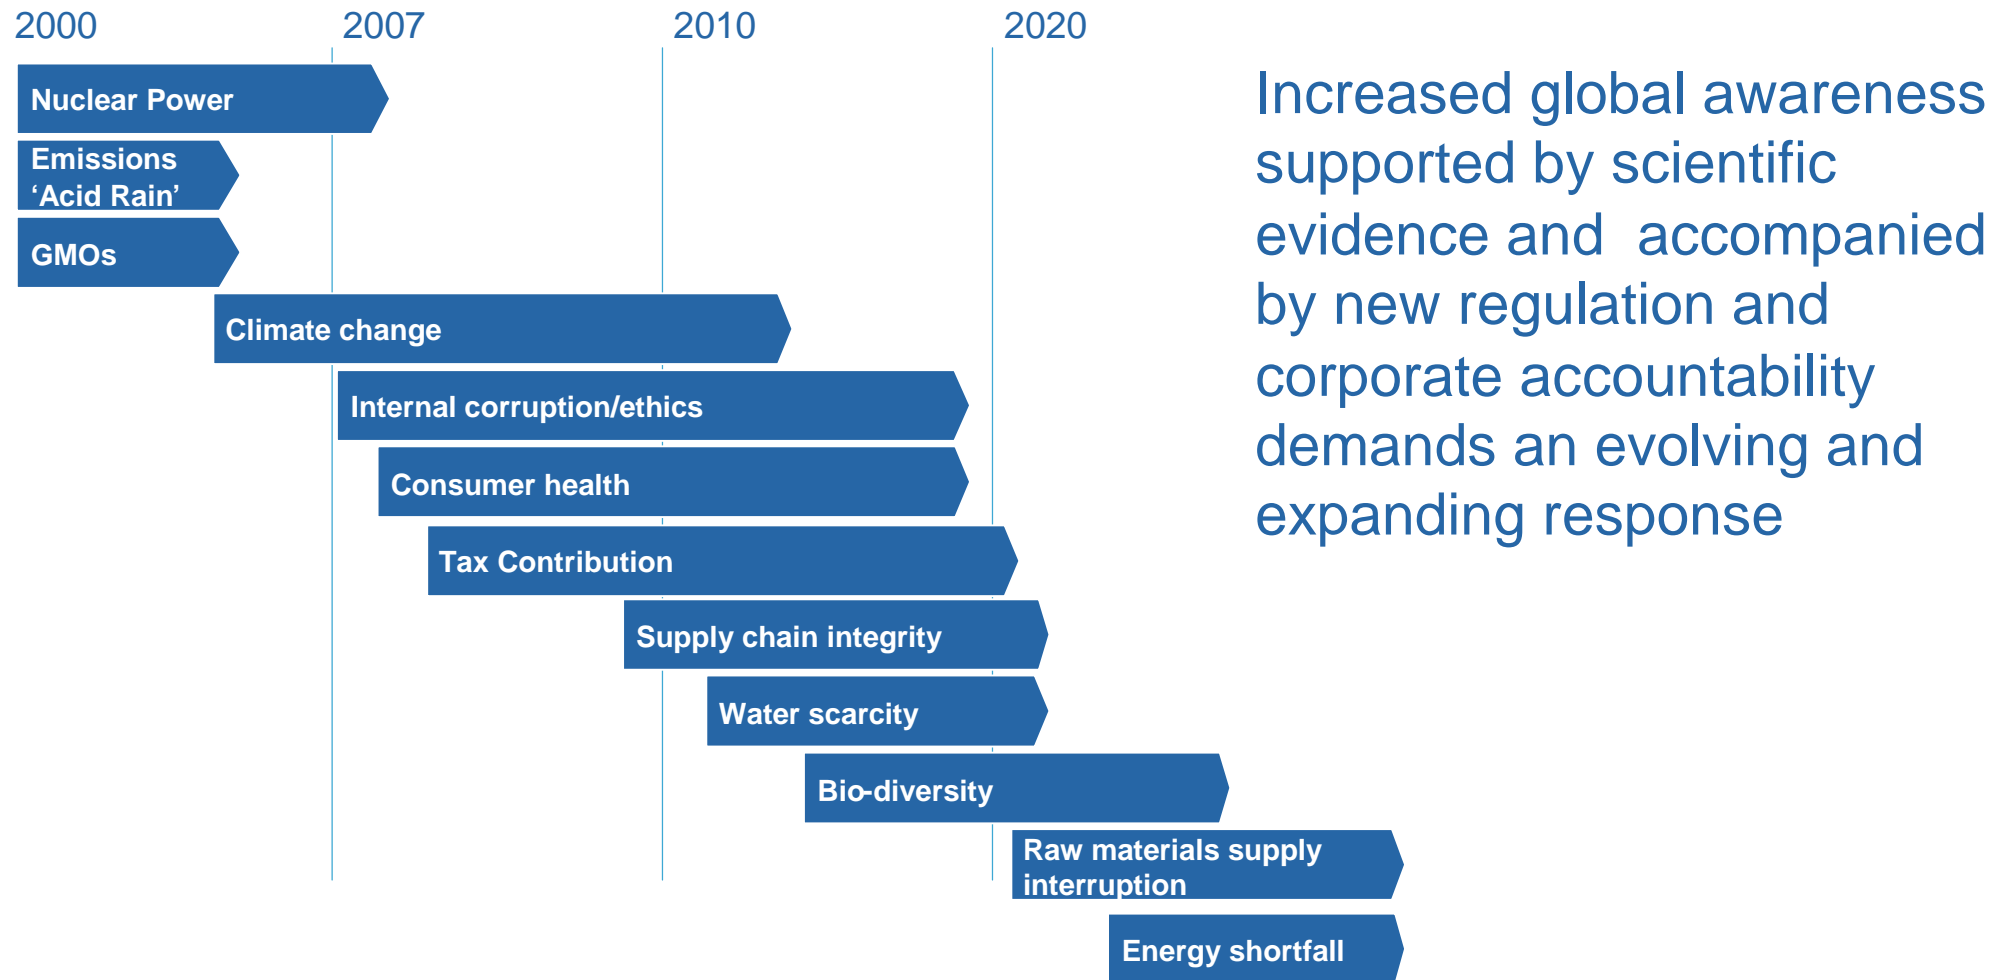 2000
2007
2010
2020
Nuclear Power
Emissions
‘Acid Rain’
GMOs
Climate change
Internal corruption/ethics
Consumer health
Tax Contribution
Supply chain integrity
Water scarcity
Bio-diversity
Raw materials supply
interruption
Energy shortfall
Increased global awareness
supported by scientific
evidence and  accompanied
by new regulation and
corporate accountability
demands an evolving and
expanding response